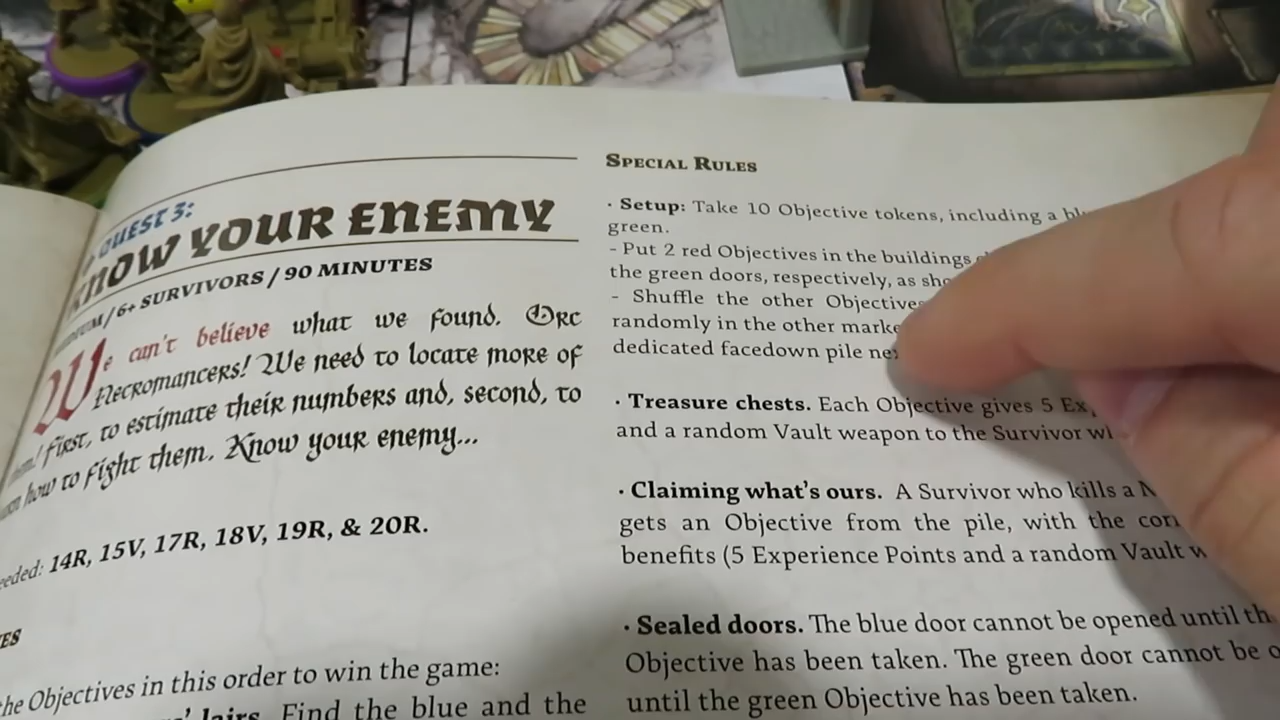 QUEST 3:
KNOW YOUR ENEMY
/ 6+ SURVIVORS / 90 MINUTES
We can't believe what we found. Orc
Necromancers! We need to locate more of
First, to estimate their numbers and, second, to
how to fight them. Know your enemy...
14R, 15V, 17R, 18V, 19R, & 20R.
the Objectives in this order to win the game:
lairs. Find the blue and the
Special Rules
· Setup: Take 10 Objective tokens, including a
green.
- Put 2 red Objectives in the buildings
the green doors, respectively, as
- Shuffle the other Objectives
randomly in the other
dedicated facedown pile
· Treasure chests. Each Objective gives 5
and a random Vault weapon to the Survivor
· Claiming what's ours. A Survivor who kills a
gets an Objective from the pile, with the
benefits (5 Experience Points and a random Vault
· Sealed doors. The blue door cannot be opened until
Objective has been taken. The green door cannot be
until the green Objective has been taken.